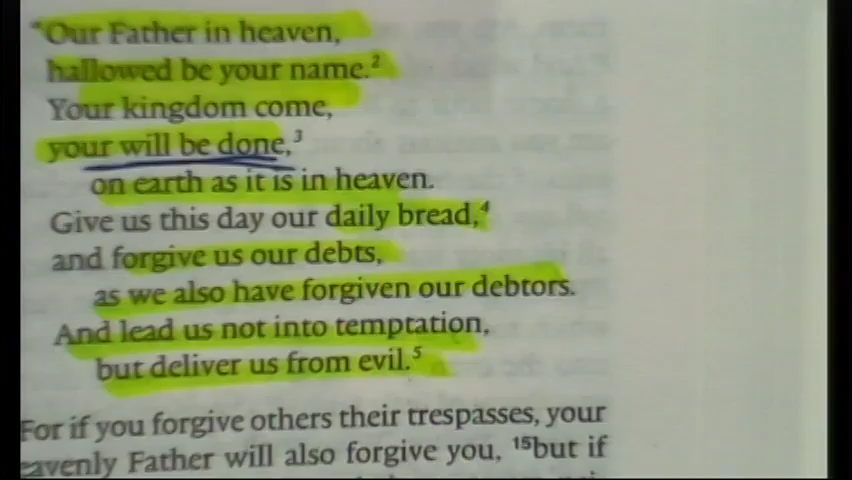 “Our Father in heaven,
hallowed be your name.²
Your kingdom come,
your will be done,³
on earth as it is in heaven.
Give us this day our daily bread,⁴
and forgive us our debts,
as we also have forgiven our debtors.
And lead us not into temptation,
but deliver us from evil.⁵
For if you forgive others their trespasses, your
eavenly Father will also forgive you, ¹⁵but if